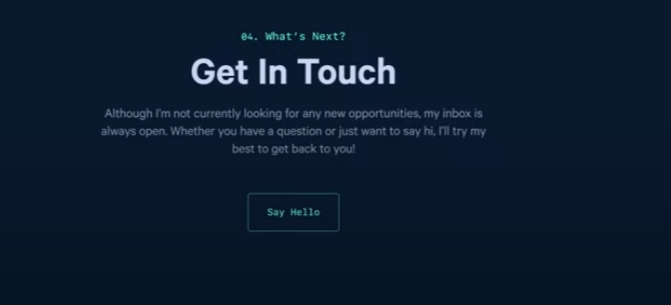 04. What's Next?
Get In Touch
Although I'm not currently looking for any new opportunities, my inbox is
always open. Whether you have a question or just want to say hi, I'll try my
best to get back to you!
Say Hello